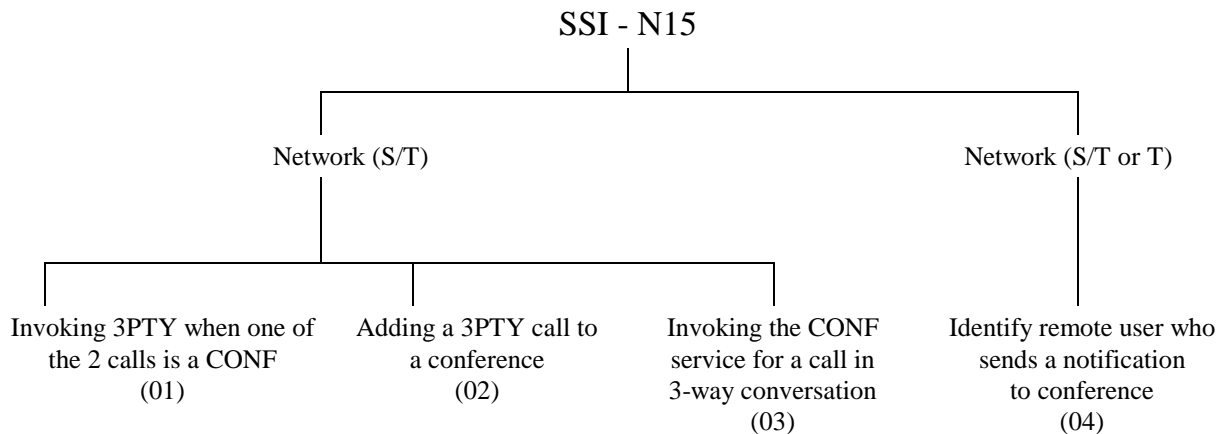 SSI - N15
Network (S/T)
Network (S/T or T)
Invoking 3PTY when one of
the 2 calls is a CONF
(01)
Adding a 3PTY call to
a conference
(02)
Invoking the CONF
service for a call in
3-way conversation
(03)
Identify remote user who
sends a notification
to conference
(04)